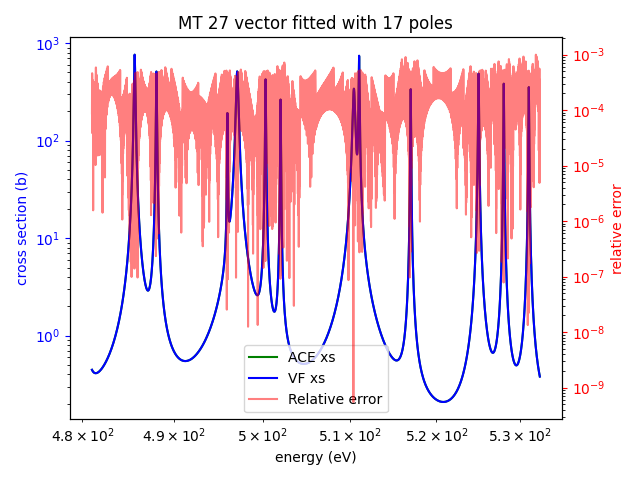 MT 27 vector fitted with 17 poles
cross section (b)
10³
10²
10¹
10⁰
10⁻³
10⁻⁴
10⁻⁵
10⁻⁶
10⁻⁷
10⁻⁸
10⁻⁹
relative error
ACE xs
VF xs
Relative error
4.8 × 10² 4.9 × 10² 5 × 10² 5.1 × 10² 5.2 × 10² 5.3 × 10²
energy (eV)